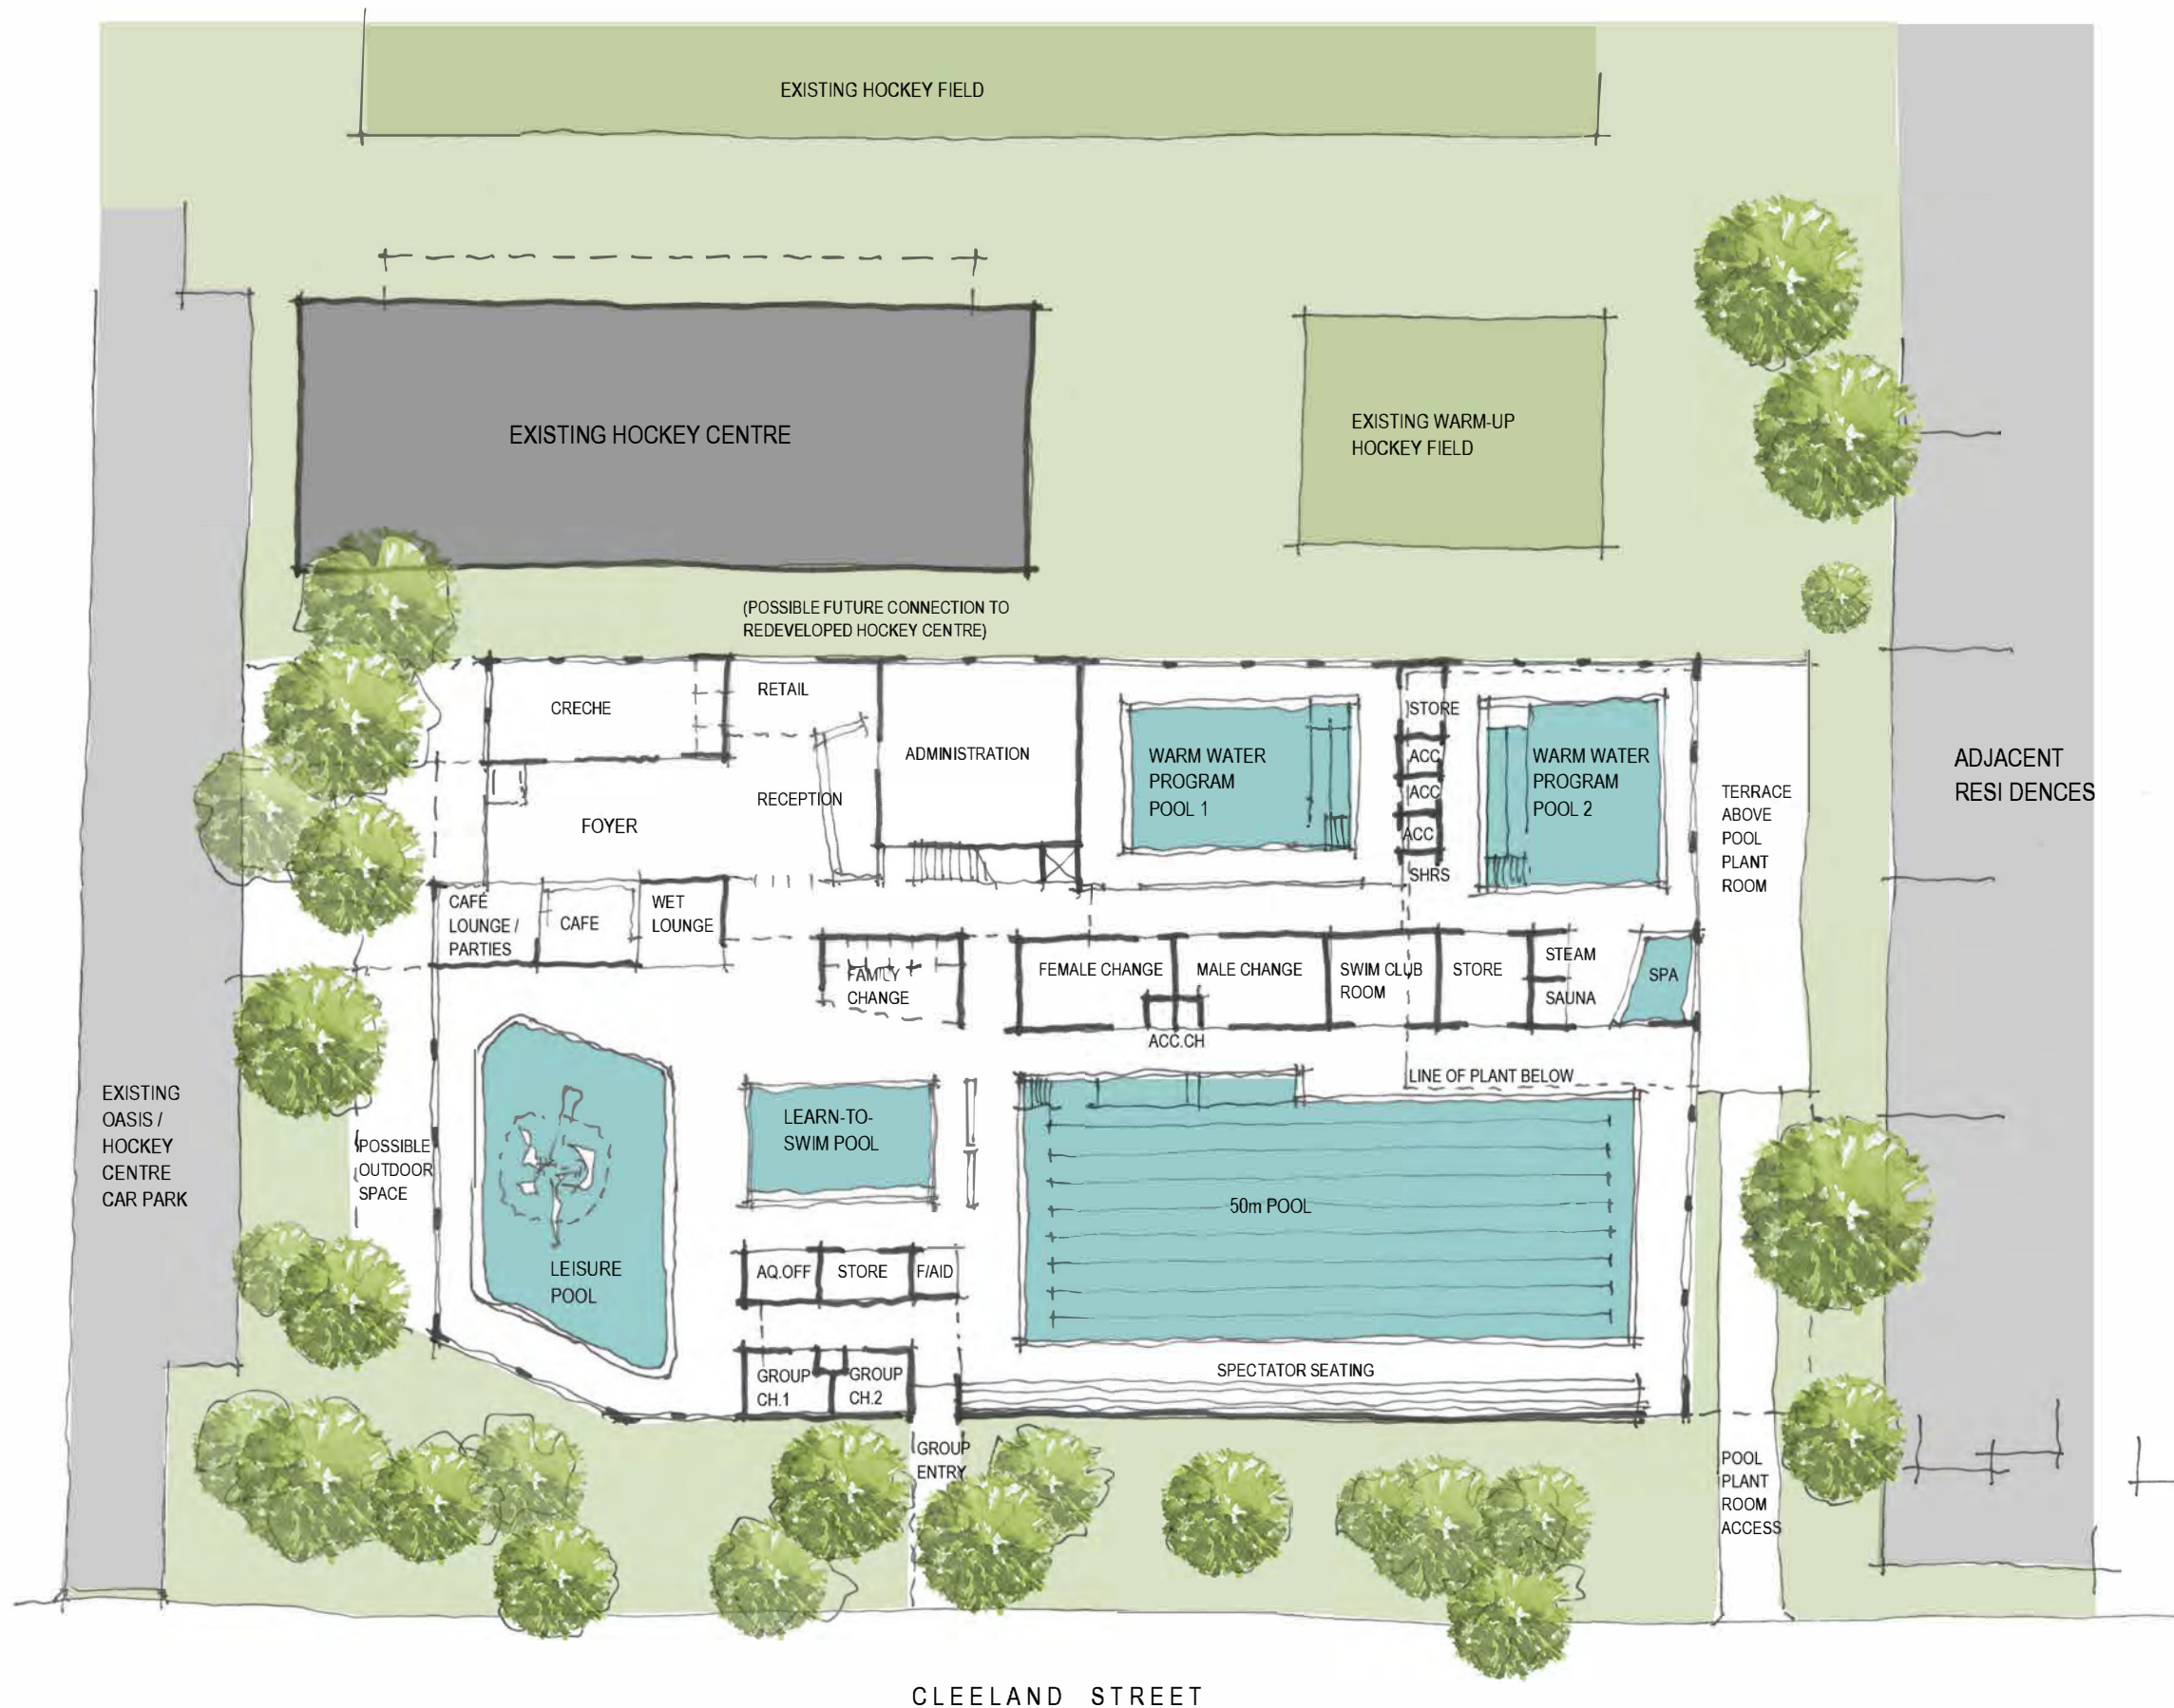 EXISTING HOCKEY FIELD
EXISTING HOCKEY CENTRE
EXISTING WARM-UP
HOCKEY FIELD
(POSSIBLE FUTURE CONNECTION TO
REDEVELOPED HOCKEY CENTRE)
CRECHE
RETAIL
ADMINISTRATION
RECEPTION
FOYER
WARM WATER
PROGRAM
POOL 1
STORE
ACC
ACC
ACC
SHRS
WARM WATER
PROGRAM
POOL 2
TERRACE
ABOVE
POOL
PLANT
ROOM
ADJACENT
RESI DENCES
CAFÉ
LOUNGE /
PARTIES
CAFE
WET
LOUNGE
FAMILY
CHANGE
FEMALE CHANGE
MALE CHANGE
SWIM CLUB
ROOM
STORE
STEAM
SAUNA
SPA
ACC.CH
LINE OF PLANT BELOW
EXISTING
OASIS /
HOCKEY
CENTRE
CAR PARK
POSSIBLE
OUTDOOR
SPACE
LEISURE
POOL
LEARN-TO-
SWIM POOL
50m POOL
AQ.OFF
STORE
F/AID
GROUP
CH.1
GROUP
CH.2
SPECTATOR SEATING
GROUP
ENTRY
POOL
PLANT
ROOM
ACCESS
CLEELAND STREET